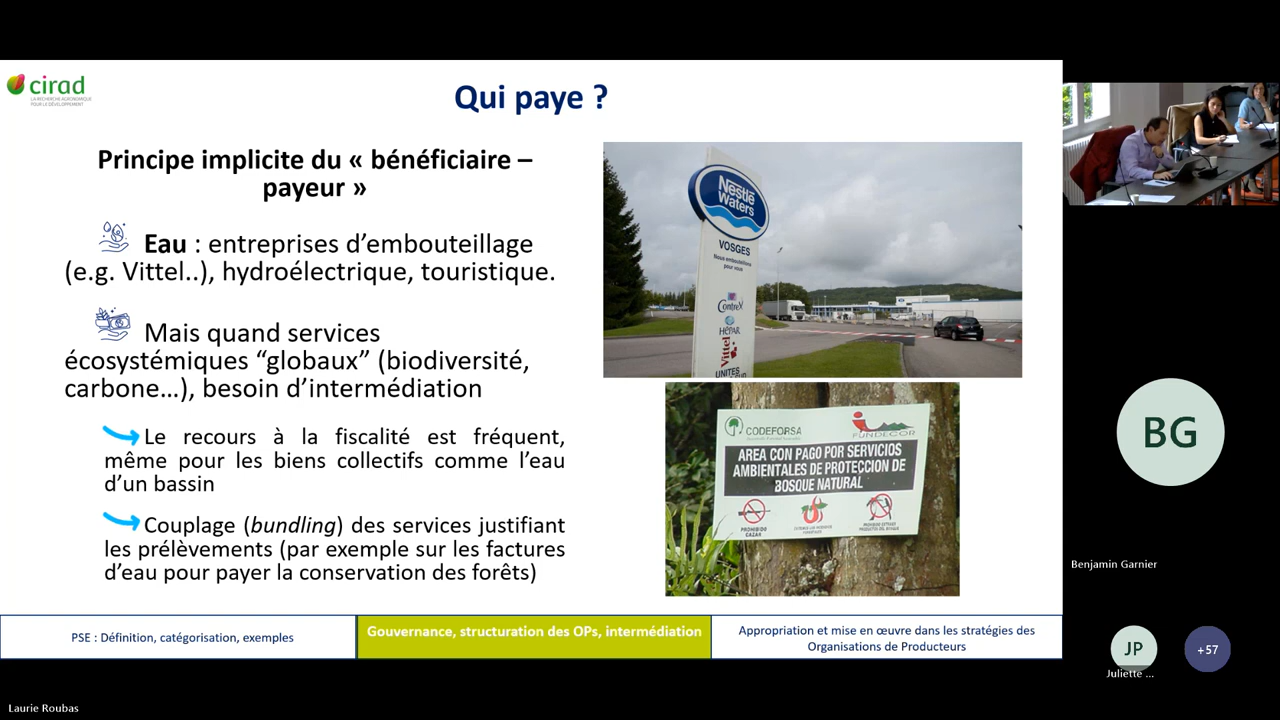 cirad
LA RECHERCHE AGRONOMIQUE
POUR LE DÉVELOPPEMENT
Qui paye ?
Principe implicite du « bénéficiaire –
payeur »
Eau : entreprises d’embouteillage
(e.g. Vittel..), hydroélectrique, touristique.
Mais quand services
écosystémiques “globaux” (biodiversité,
carbone…), besoin d’intermédiation
Le recours à la fiscalité est fréquent,
même pour les biens collectifs comme l’eau
d’un bassin
Couplage (bundling) des services justifiant
les prélèvements (par exemple sur les factures
d’eau pour payer la conservation des forêts)
Nestlé
Waters
VOSGES
Nous embouteillons
pour vous
Contrex
HÉPAR
Vittel
UNITES
CODEFORSA
FUNDECOR
AREA CON PAGO POR SERVICIOS
AMBIENTALES DE PROTECCION DE
BOSQUE NATURAL
PROHIBIDO
CAZAR
PSE : Définition, catégorisation, exemples
Gouvernance, structuration des OPs, intermédiation
Appropriation et mise en œuvre dans les stratégies des
Organisations de Producteurs
BG
Benjamin Garnier
JP
Juliette ...
+57
Laurie Roubas